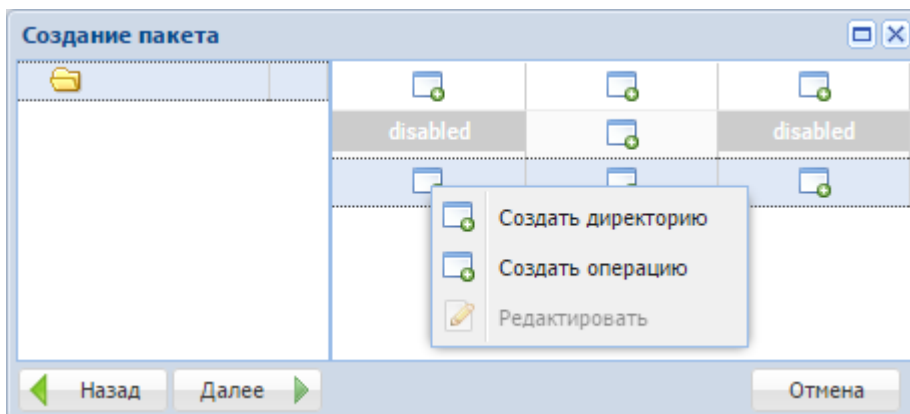 Создание пакета
disabled
disabled
Создать директорию
Создать операцию
Редактировать
Назад
Далее
Отмена